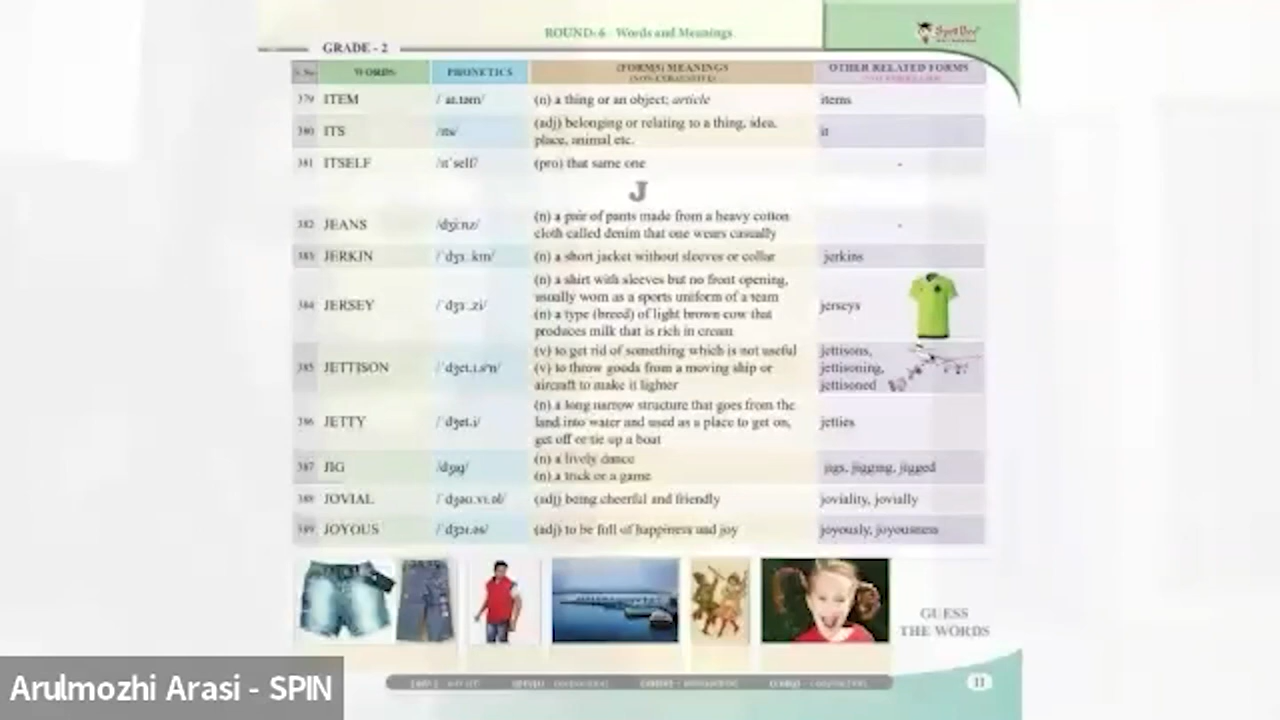 ROUND- 6 - Words and Meanings
GRADE - 2
S. No. WORDS PHONETICS (FORMS) MEANINGS OTHER RELATED FORMS
(NON-EXHAUSTIVE)
379 ITEM (n) a thing or an object; article items
380 ITS /ɪts/ (adj) belonging or relating to a thing, idea, it
place, animal etc.
381 ITSELF /ɪtˈself/ (pro) that same one -
J
382 JEANS /dʒiːnz/ (n) a pair of pants made from a heavy cotton -
cloth called denim that one wears casually
383 JERKIN (n) a short jacket without sleeves or collar jerkins
384 JERSEY (n) a shirt with sleeves but no front opening, jerseys
usually worn as a sports uniform of a team
(n) a type (breed) of light brown cow that
produces milk that is rich in cream
385 JETTISON (v) to get rid of something which is not useful jettisons,
(v) to throw goods from a moving ship or jettisoning,
aircraft to make it lighter jettisoned
386 JETTY /ˈdʒet.i/ (n) a long narrow structure that goes from the jetties
land into water and used as a place to get on,
get off or tie up a boat
387 JIG /dʒɪg/ (n) a lively dance jigs, jigging, jigged
(n) a trick or a game
388 JOVIAL (adj) being cheerful and friendly joviality, jovially
389 JOYOUS (adj) to be full of happiness and joy joyously, joyousness
GUESS
THE WORDS
11
Arulmozhi Arasi - SPIN